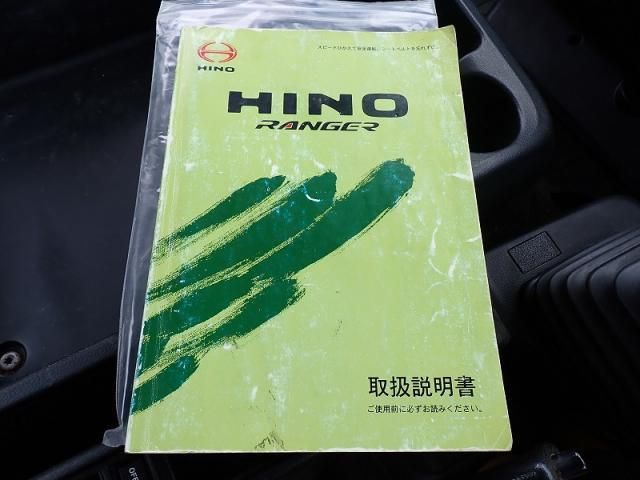 スピードひかえて安全運転、シートベルトを忘れずに。
HINO
HINO
RANGER
取扱説明書
ご使用前に必ずお読みください。
OFF